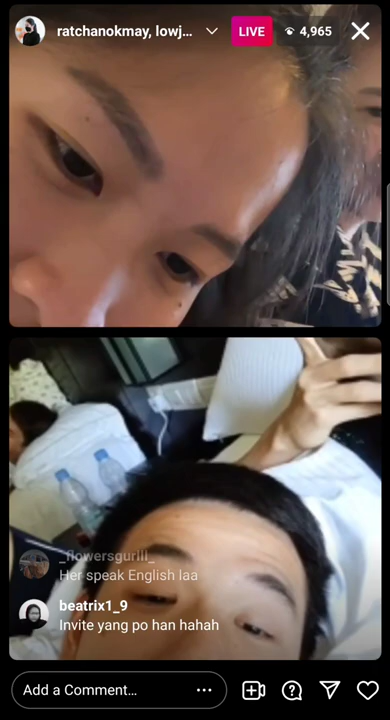 ratchanokmay, lowj...
LIVE
4,965
_flowersgurill_
Her speak English laa
beatrix1_9
Invite yang po han hahah
Add a Comment...